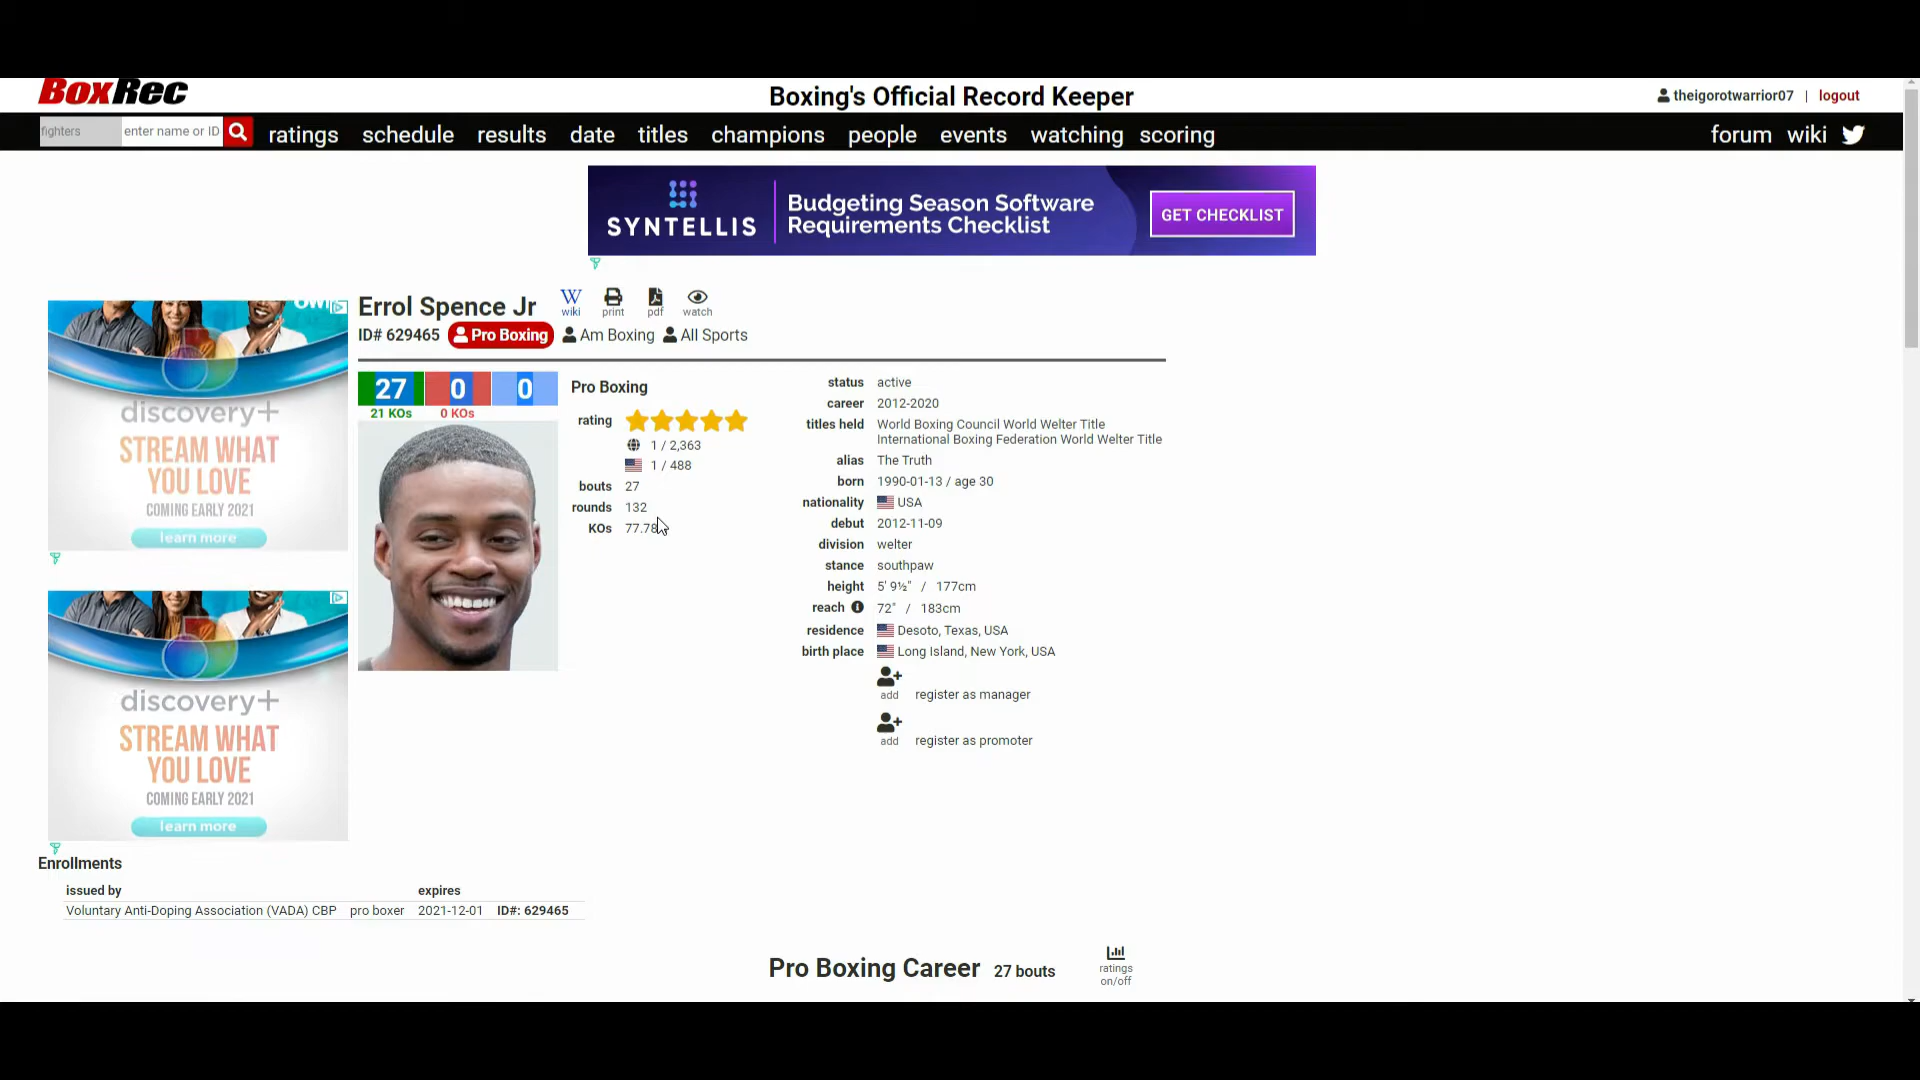 BoxRec
Boxing's Official Record Keeper
theigorotwarrior07 | logout
fighters
enter name or ID
ratings schedule results date titles champions people events watching scoring
forum wiki
SYNTELLIS
Budgeting Season Software
Requirements Checklist
GET CHECKLIST
Errol Spence Jr
wiki print pdf watch
ID# 629465 Pro Boxing Am Boxing All Sports
27 0 0
21 KOs 0 KOs
Pro Boxing
rating
1 / 2,363
1 / 488
bouts 27
rounds 132
KOs 77.78
status active
career 2012-2020
titles held World Boxing Council World Welter Title
International Boxing Federation World Welter Title
alias The Truth
born 1990-01-13 / age 30
nationality USA
debut 2012-11-09
division welter
stance southpaw
height 5' 9½" / 177cm
reach 72" / 183cm
residence Desoto, Texas, USA
birth place Long Island, New York, USA
add register as manager
add register as promoter
discovery+
STREAM WHAT
YOU LOVE
COMING EARLY 2021
learn more
discovery+
STREAM WHAT
YOU LOVE
COMING EARLY 2021
learn more
Enrollments
issued by expires
Voluntary Anti-Doping Association (VADA) CBP pro boxer 2021-12-01 ID#: 629465
Pro Boxing Career 27 bouts
ratings
on/off